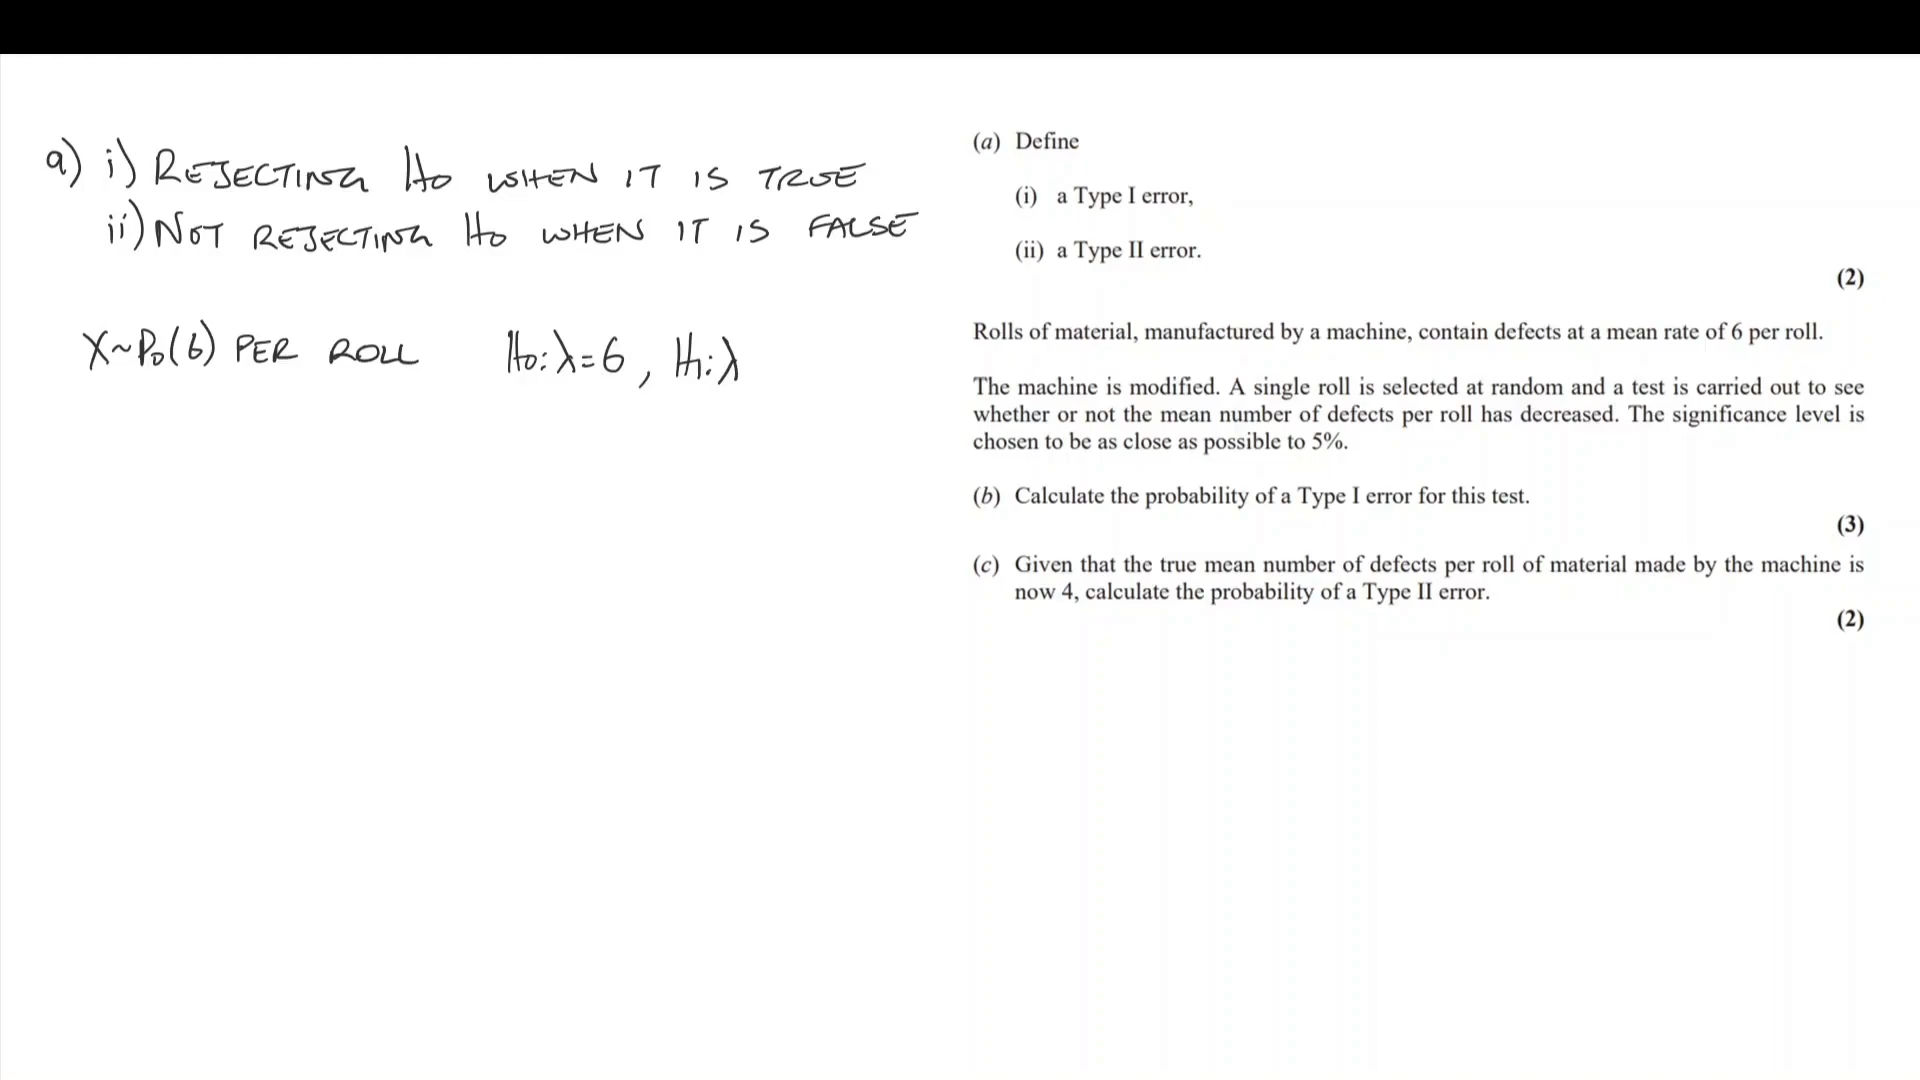 a) i) REJECTING H₀ WHEN IT IS TRUE
ii) NOT REJECTING H₀ WHEN IT IS FALSE
X~P₀(6) PER ROLL H₀: λ=6, H₁: λ
(a) Define
(i) a Type I error,
(ii) a Type II error.
(2)
Rolls of material, manufactured by a machine, contain defects at a mean rate of 6 per roll.
The machine is modified. A single roll is selected at random and a test is carried out to see
whether or not the mean number of defects per roll has decreased. The significance level is
chosen to be as close as possible to 5%.
(b) Calculate the probability of a Type I error for this test.
(3)
(c) Given that the true mean number of defects per roll of material made by the machine is
now 4, calculate the probability of a Type II error.
(2)